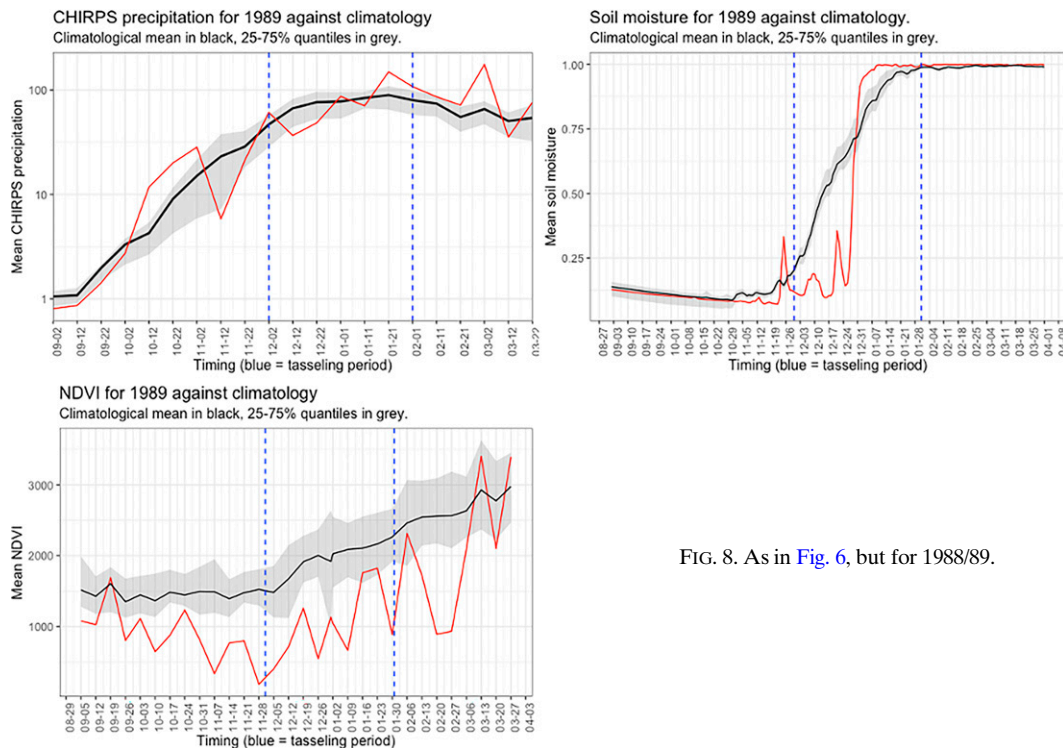 CHIRPS precipitation for 1989 against climatology
Climatological mean in black, 25-75% quantiles in grey.
Mean CHIRPS precipitation
100
10
1
09-02 09-12 09-22 10-02 10-12 10-22 11-02 11-12 11-22 12-02 12-12 12-22 01-01 01-11 01-21 02-01 02-11 02-21 03-02 03-12 03-22
Timing (blue = tasseling period)
Soil moisture for 1989 against climatology.
Climatological mean in black, 25-75% quantiles in grey.
Mean soil moisture
1.00
0.75
0.50
0.25
08-27 09-03 09-10 09-17 09-24 10-01 10-08 10-15 10-22 10-29 11-05 11-12 11-19 11-26 12-03 12-10 12-17 12-24 12-31 01-07 01-14 01-21 01-28 02-04 02-11 02-18 02-25 03-04 03-11 03-18 03-25 04-01 04-08
Timing (blue = tasseling period)
NDVI for 1989 against climatology
Climatological mean in black, 25-75% quantiles in grey.
Mean NDVI
3000
2000
1000
08-29 09-05 09-12 09-19 09-26 10-03 10-10 10-17 10-24 10-31 11-07 11-14 11-21 11-28 12-05 12-12 12-19 12-26 01-02 01-09 01-16 01-23 01-30 02-06 02-13 02-20 02-27 03-06 03-13 03-20 03-27 04-03
Timing (blue = tasseling period)
FIG. 8. As in Fig. 6, but for 1988/89.